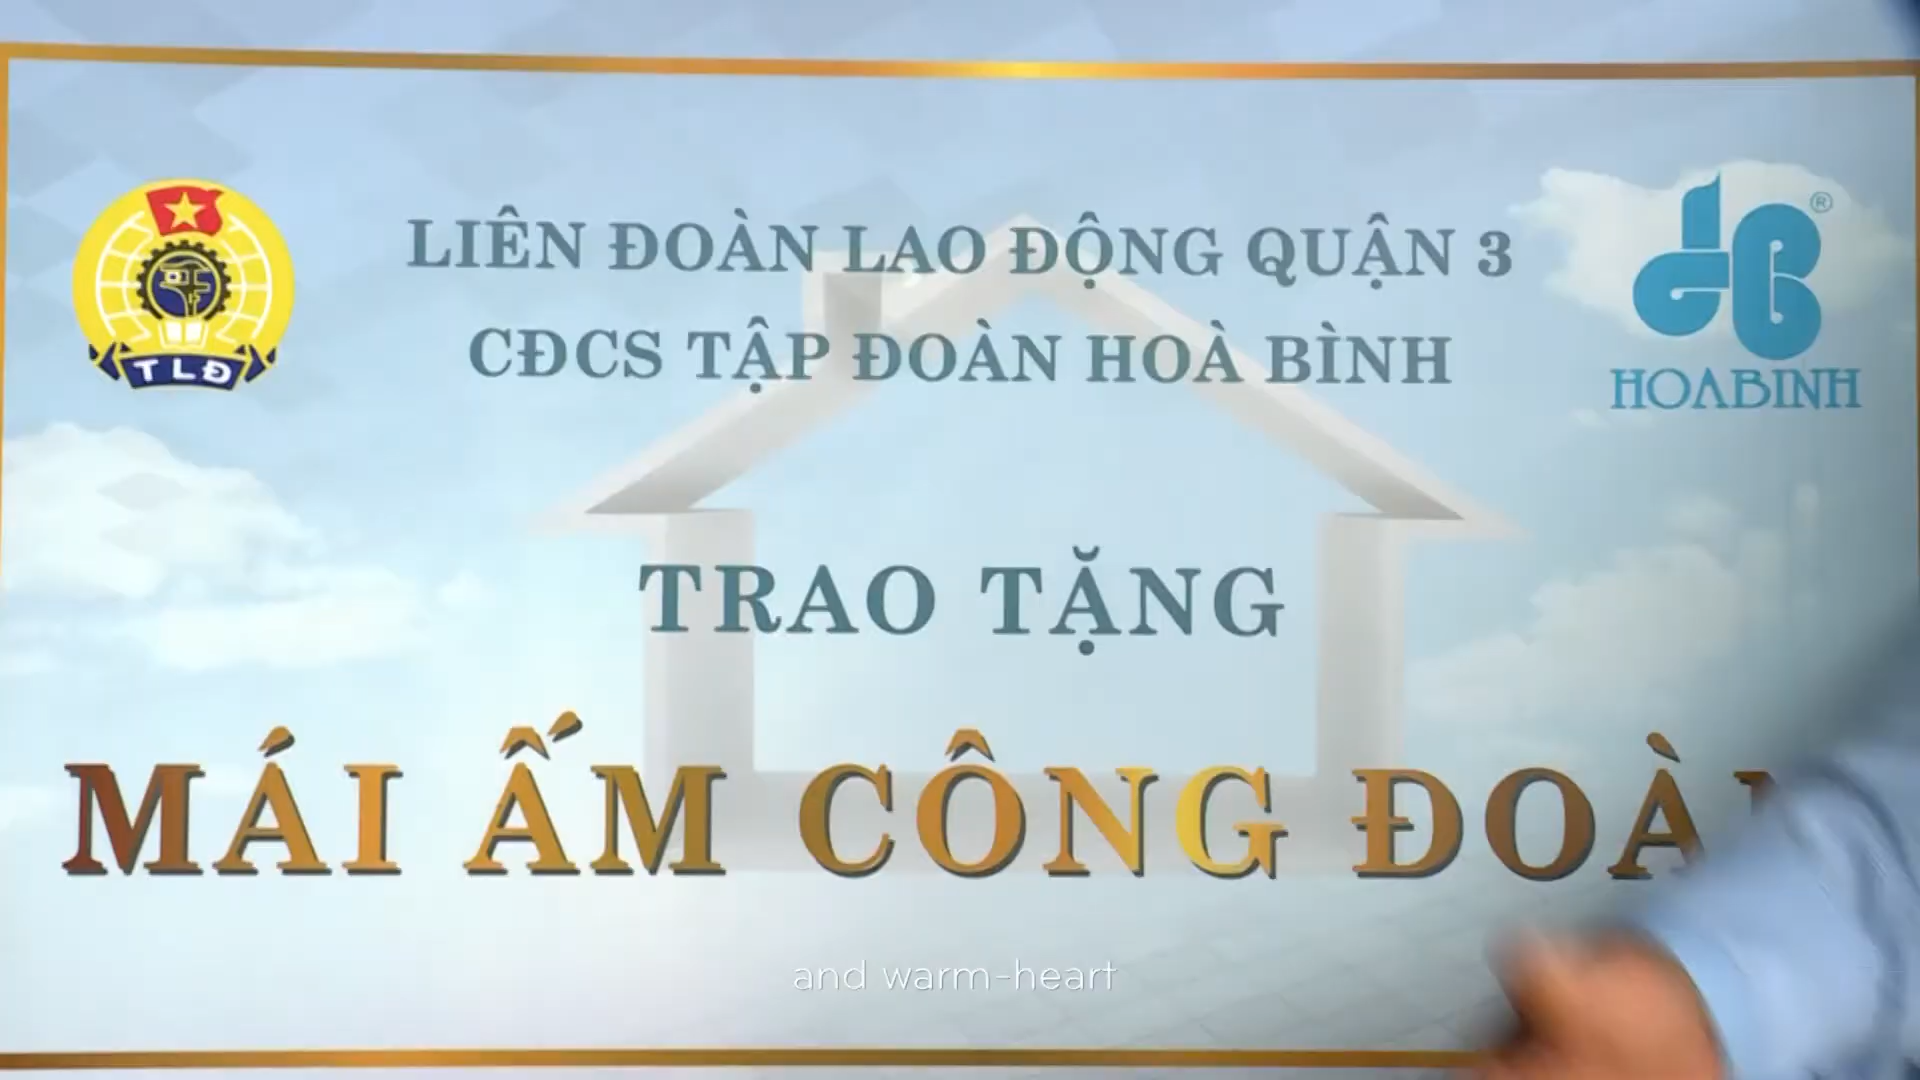 LIÊN ĐOÀN LAO ĐỘNG QUẬN 3
CĐCS TẬP ĐOÀN HOÀ BÌNH
TLĐ
®
HOABINH
TRAO TẶNG
MÁI ẤM CÔNG
and warm-heart